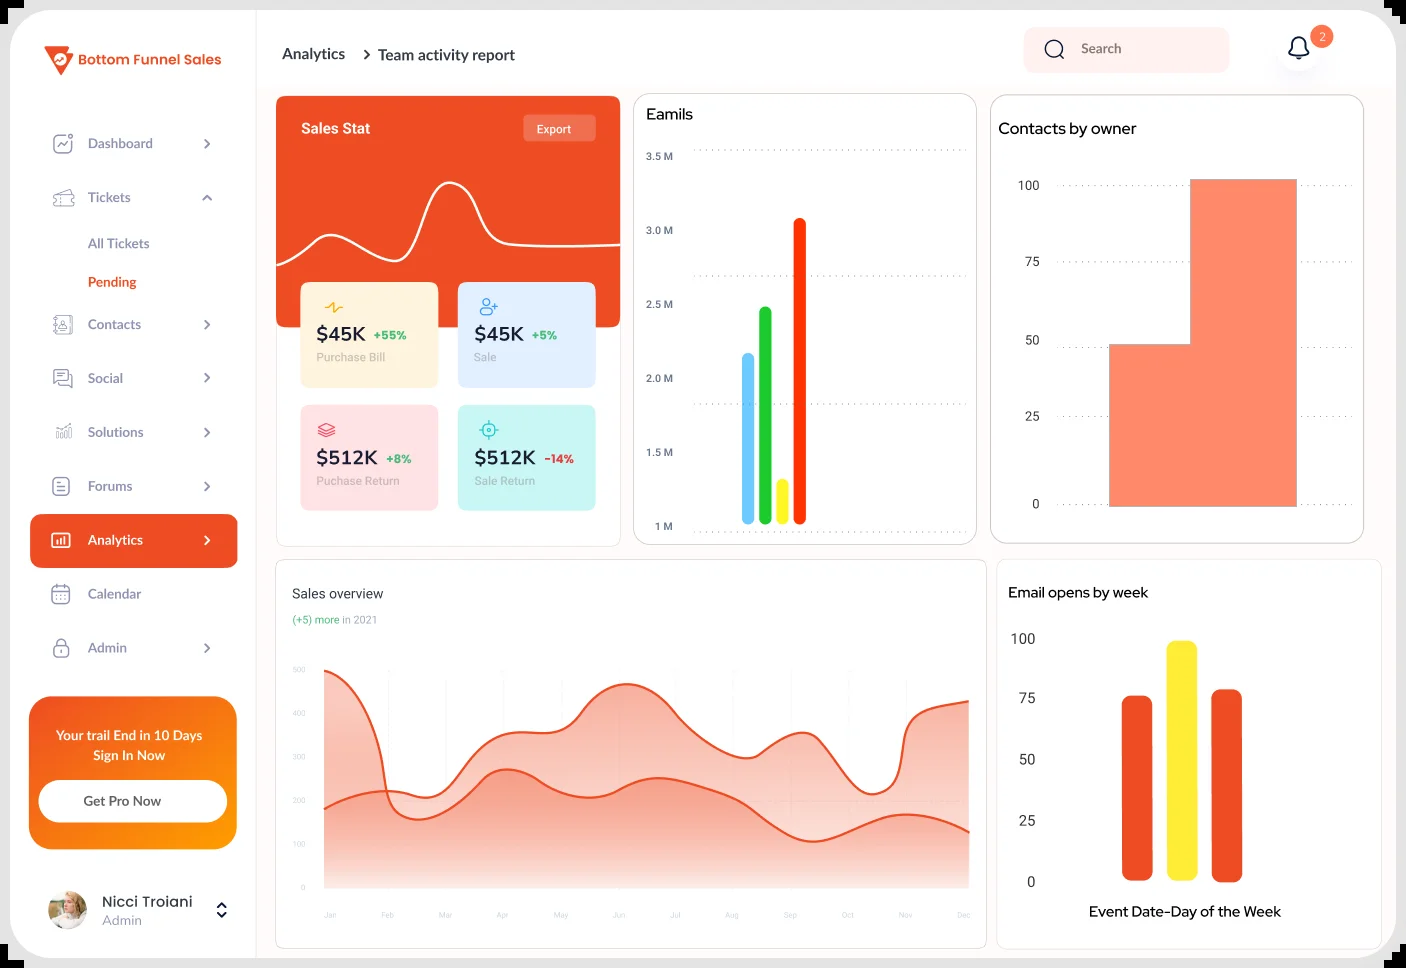 Bottom Funnel Sales
Dashboard
Tickets
All Tickets
Pending
Contacts
Social
Solutions
Forums
Analytics
Calendar
Admin
Your trail End in 10 Days
Sign In Now
Get Pro Now
Nicci Troiani
Admin
Analytics > Team activity report
Search
2
Sales Stat
Export
$45K +55%
Purchase Bill
$45K +5%
Sale
$512K +8%
Puchase Return
$512K -14%
Sale Return
Eamils
3.5 M
3.0 M
2.5 M
2.0 M
1.5 M
1 M
Contacts by owner
100
75
50
25
0
Sales overview
(+5) more in 2021
500
400
300
200
100
0
Jan Feb Mar Apr May Jun Jul Aug Sep Oct Nov Dec
Email opens by week
100
75
50
25
0
Event Date-Day of the Week